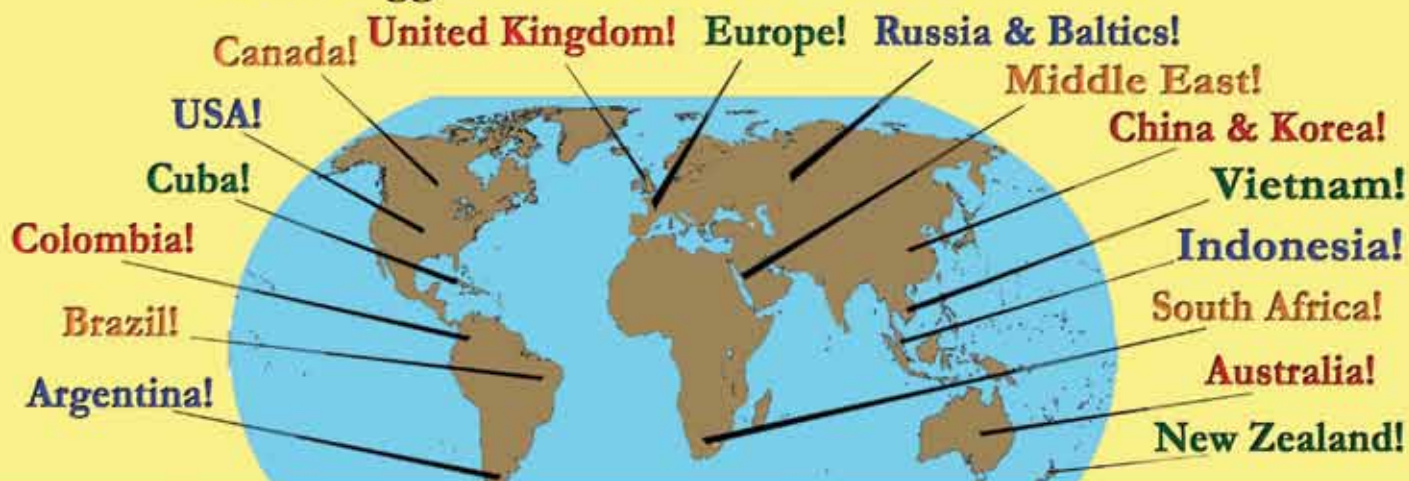 Canada!
United Kingdom!
Europe!
Russia & Baltics!
USA!
Middle East!
Cuba!
China & Korea!
Colombia!
Vietnam!
Brazil!
Indonesia!
Argentina!
South Africa!
Australia!
New Zealand!